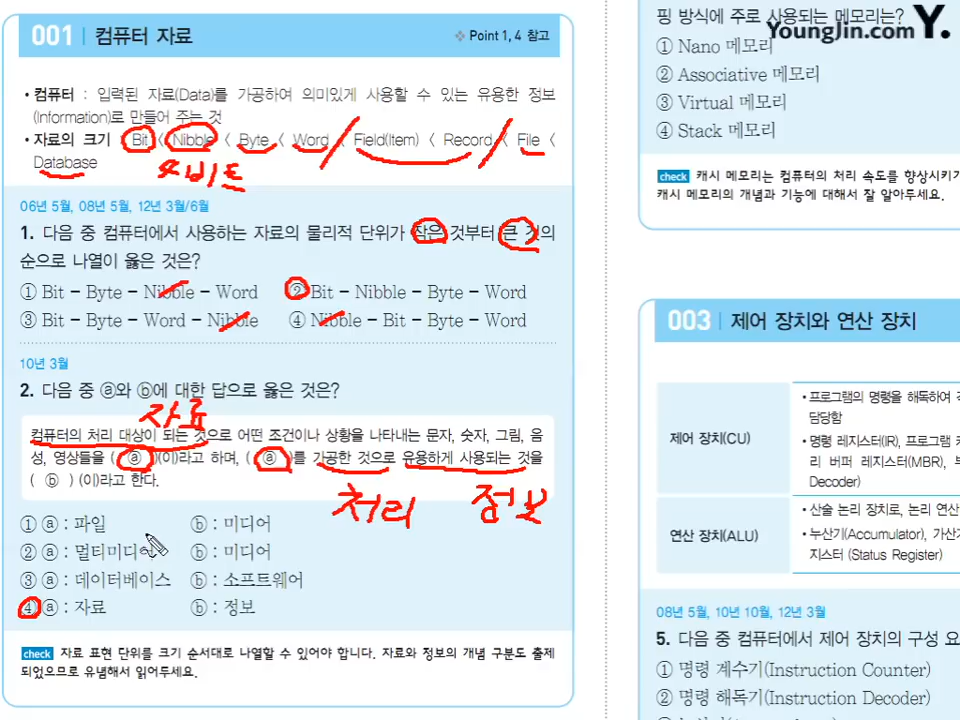 001 컴퓨터 자료
❖ Point 1, 4 참고
• 컴퓨터 : 입력된 자료(Data)를 가공하여 의미있게 사용할 수 있는 유용한 정보
(Information)로 만들어 주는 것
• 자료의 크기 : Bit < Nibble < Byte < Word < Field(Item) < Record < File <
Database
쿼비트
06년 5월, 08년 5월, 12년 3월/6월
1. 다음 중 컴퓨터에서 사용하는 자료의 물리적 단위가 작은 것부터 큰 것의
순으로 나열이 옳은 것은?
① Bit – Byte – Nibble – Word ② Bit – Nibble – Byte – Word
③ Bit – Byte – Word – Nibble ④ Nibble – Bit – Byte – Word
10년 3월
2. 다음 중 ⓐ와 ⓑ에 대한 답으로 옳은 것은?
자료
컴퓨터의 처리 대상이 되는 것으로 어떤 조건이나 상황을 나타내는 문자, 숫자, 그림, 음
성, 영상들을 ( ⓐ )(이)라고 하며, ( ⓐ )를 가공한 것으로 유용하게 사용되는 것을
( ⓑ ) (이)라고 한다.
처리 정보
① ⓐ : 파일 ⓑ : 미디어
② ⓐ : 멀티미디어 ⓑ : 미디어
③ ⓐ : 데이터베이스 ⓑ : 소프트웨어
④ ⓐ : 자료 ⓑ : 정보
check 자료 표현 단위를 크기 순서대로 나열할 수 있어야 합니다. 자료와 정보의 개념 구분도 출제
되었으므로 유념해서 읽어두세요.
핑 방식에 주로 사용되는 메모리는?
YoungJin.com Y.
① Nano 메모리
② Associative 메모리
③ Virtual 메모리
④ Stack 메모리
check 캐시 메모리는 컴퓨터의 처리 속도를 향상시키기
캐시 메모리의 개념과 기능에 대해서 잘 알아두세요.
003 제어 장치와 연산 장치
제어 장치(CU)
• 프로그램의 명령을 해독하여
담당함
• 명령 레지스터(IR), 프로그램
리 버퍼 레지스터(MBR),
Decoder)
연산 장치(ALU)
• 산술 논리 장치로, 논리 연산
• 누산기(Accumulator), 가산
지스터 (Status Register)
08년 5월, 10년 10월, 12년 3월
5. 다음 중 컴퓨터에서 제어 장치의 구성 요
① 명령 계수기(Instruction Counter)
② 명령 해독기(Instruction Decoder)